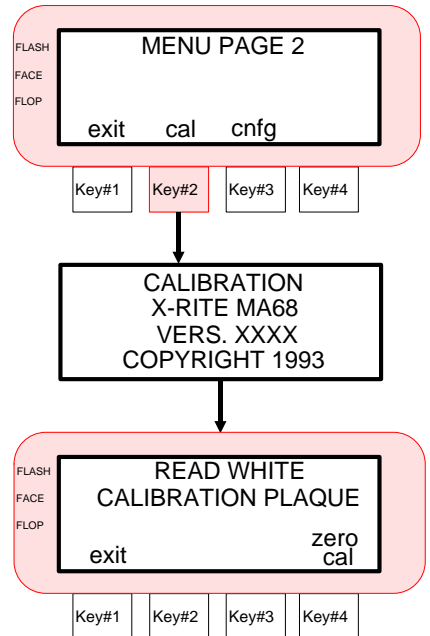 MENU PAGE 2
FLASH
FACE
FLOP
exit cal cnfg
Key#1 Key#2 Key#3 Key#4
CALIBRATION
X-RITE MA68
VERS. XXXX
COPYRIGHT 1993
READ WHITE
CALIBRATION PLAQUE
FLASH
FACE
FLOP
zero
exit cal
Key#1 Key#2 Key#3 Key#4